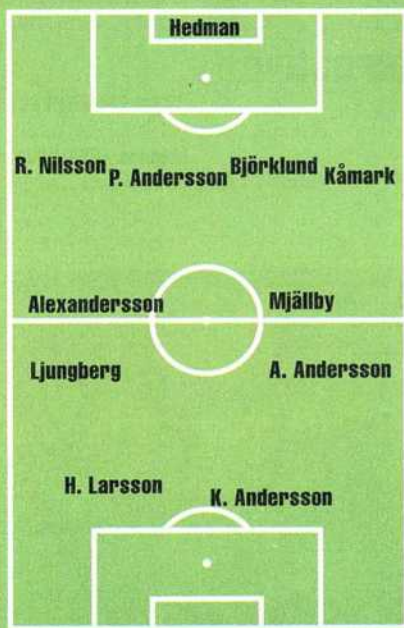 Hedman
R. Nilsson P. Andersson Björklund Kåmark
Alexandersson Mjällby
Ljungberg A. Andersson
H. Larsson K. Andersson